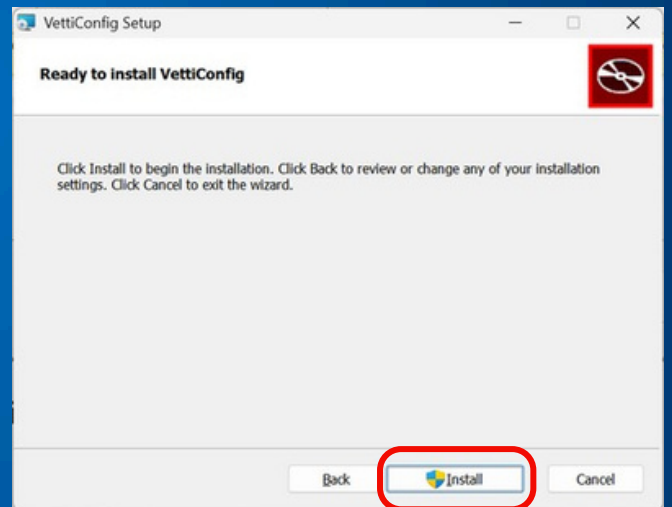 VettiConfig Setup
Ready to install VettiConfig
Click Install to begin the installation. Click Back to review or change any of your installation
settings. Click Cancel to exit the wizard.
Back
Install
Cancel